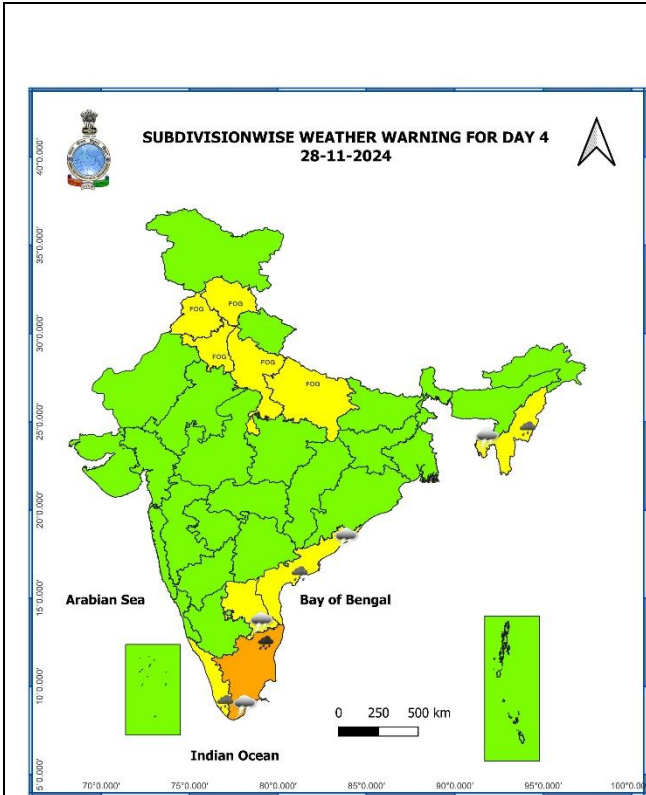 SUBDIVISIONWISE WEATHER WARNING FOR DAY 4
28-11-2024
40°0.000'
35°0.000'
30°0.000'
25°0.000'
20°0.000'
15°0.000'
10°0.000'
5°0.000'
FOG
FOG
FOG
FOG
FOG
Arabian Sea
Bay of Bengal
0 250 500 km
Indian Ocean
70°0.000' 75°0.000' 80°0.000' 85°0.000' 90°0.000' 95°0.000' 100°0.00